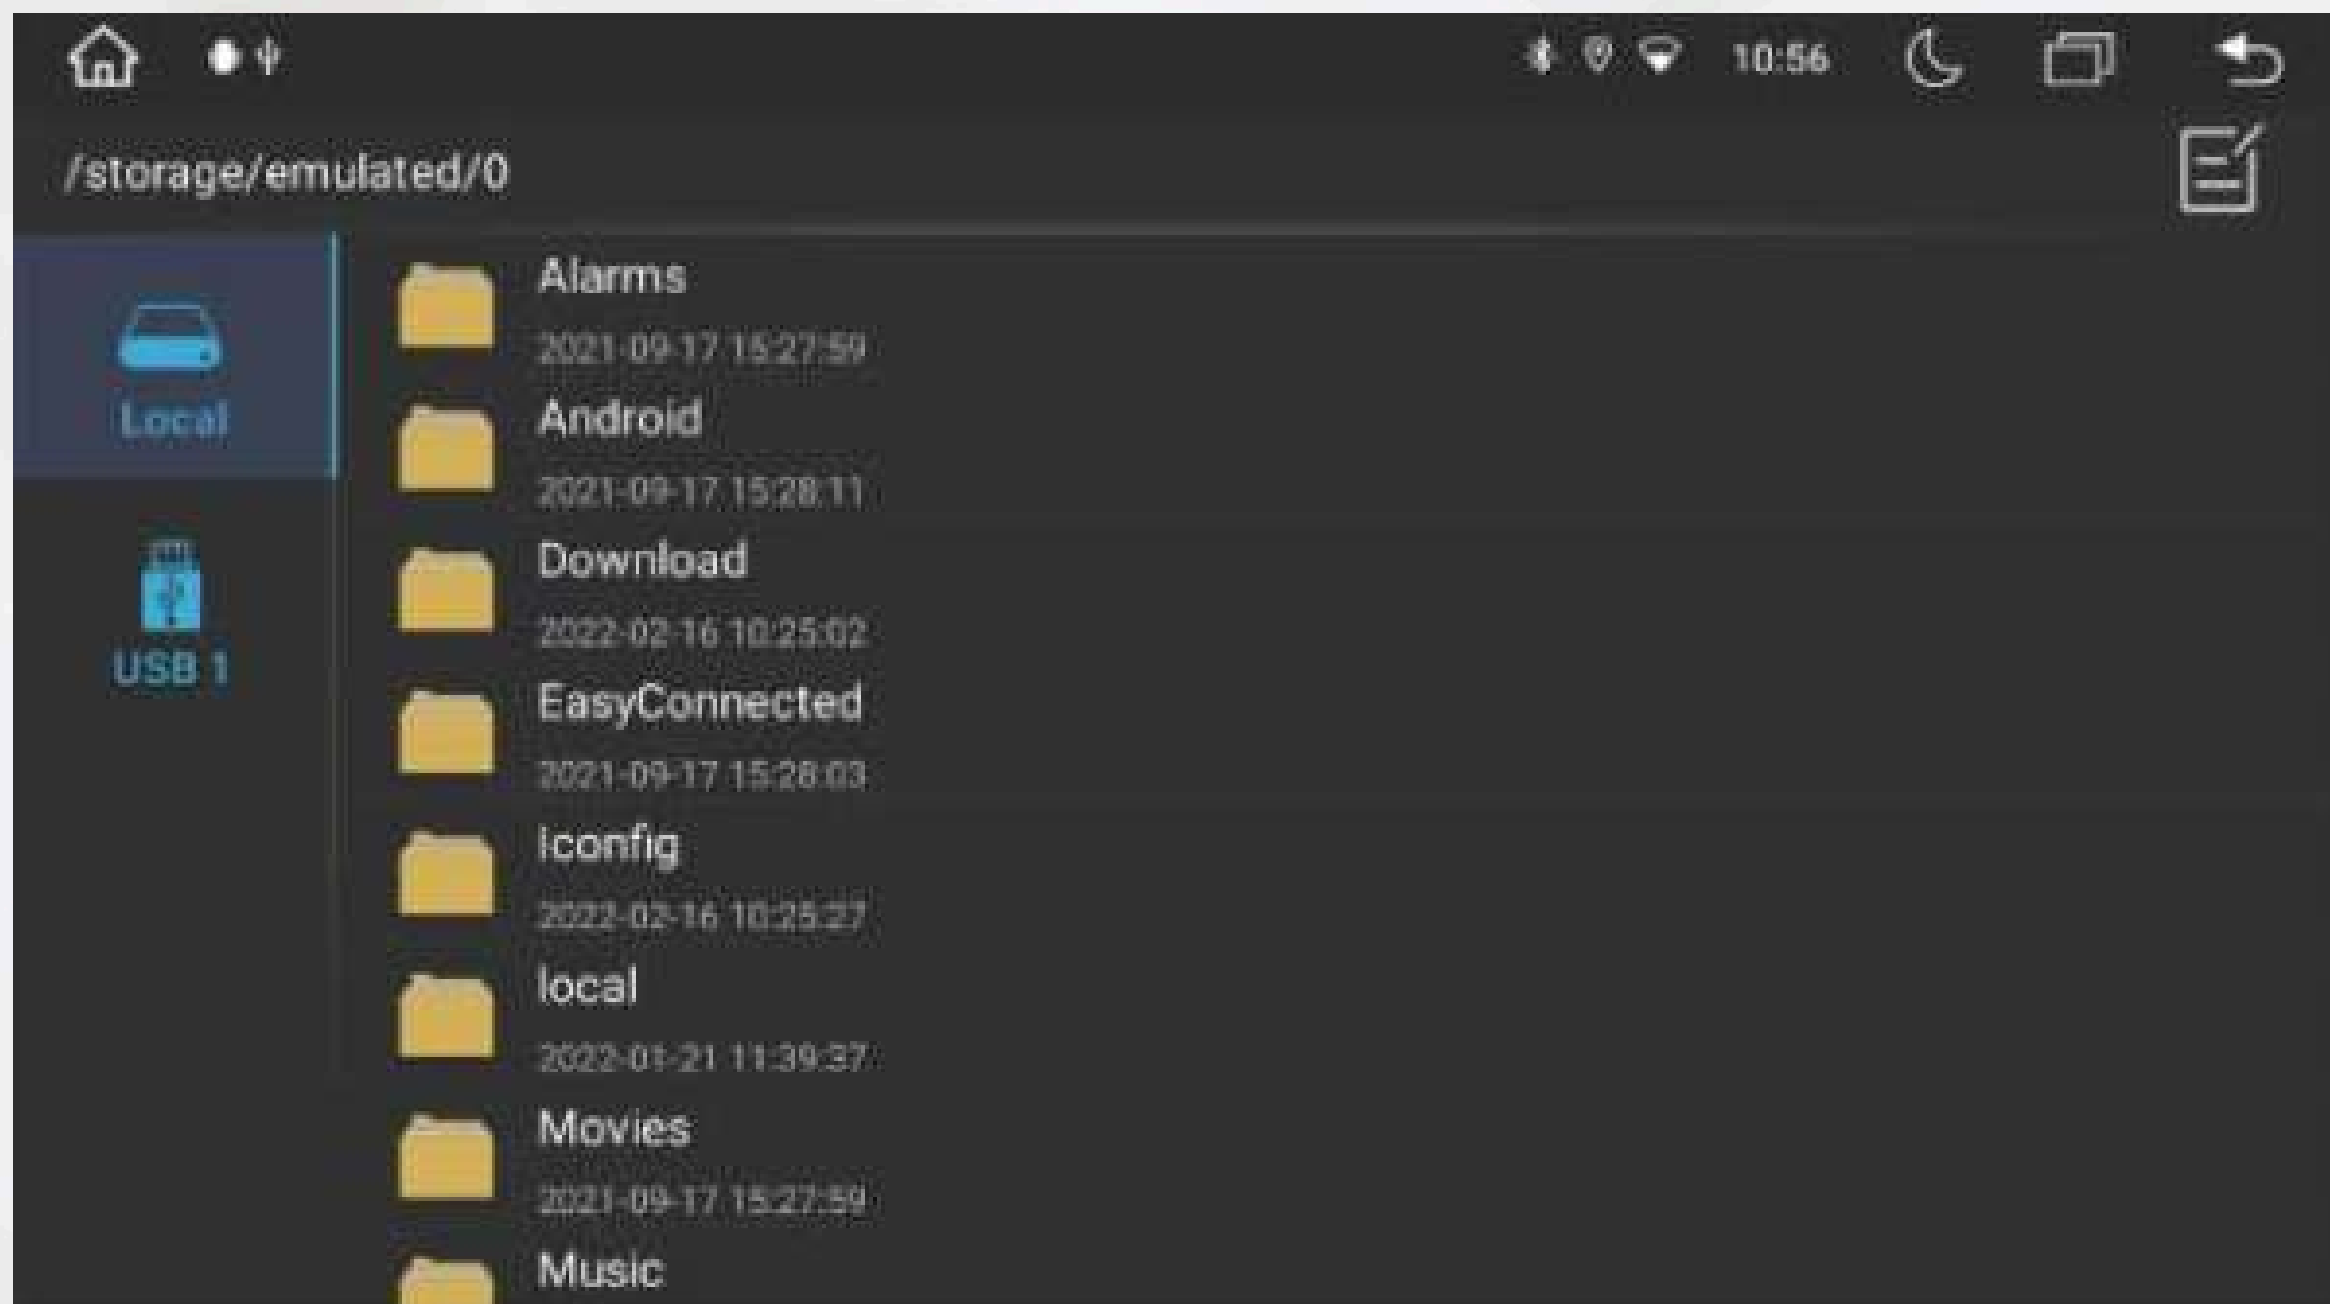 10:56
/storage/emulated/0
Local
USB 1
Alarms
2021-09-17 15:27:59
Android
2021-09-17 15:28:11
Download
2022-02-16 10:25:02
EasyConnected
2021-09-17 15:28:03
iconfig
2022-02-16 10:25:27
local
2022-01-21 11:39:37
Movies
2021-09-17 15:27:59
Music